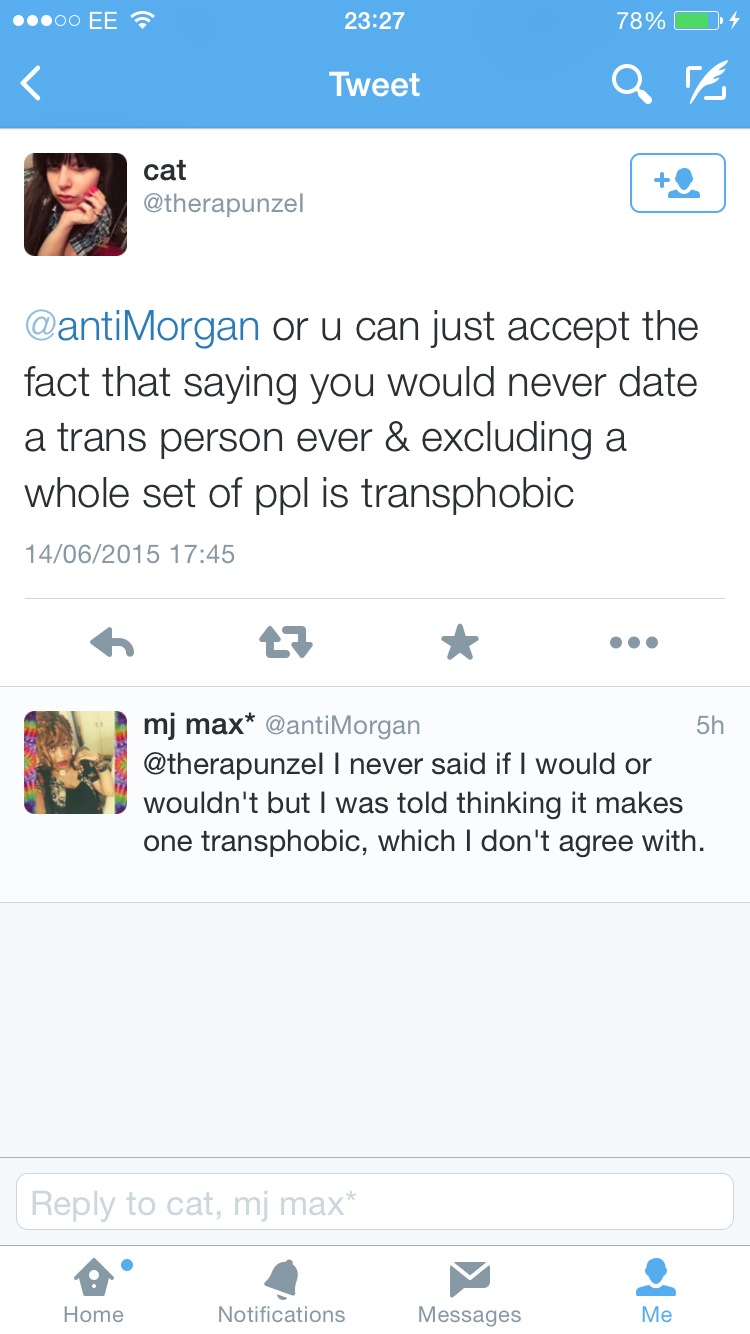 EE 23:27 78%
Tweet
cat
@therapunzel
@antiMorgan or u can just accept the
fact that saying you would never date
a trans person ever & excluding a
whole set of ppl is transphobic
14/06/2015 17:45
mj max* @antiMorgan 5h
@therapunzel I never said if I would or
wouldn't but I was told thinking it makes
one transphobic, which I don't agree with.
Reply to cat, mj max*
Home Notifications Messages Me